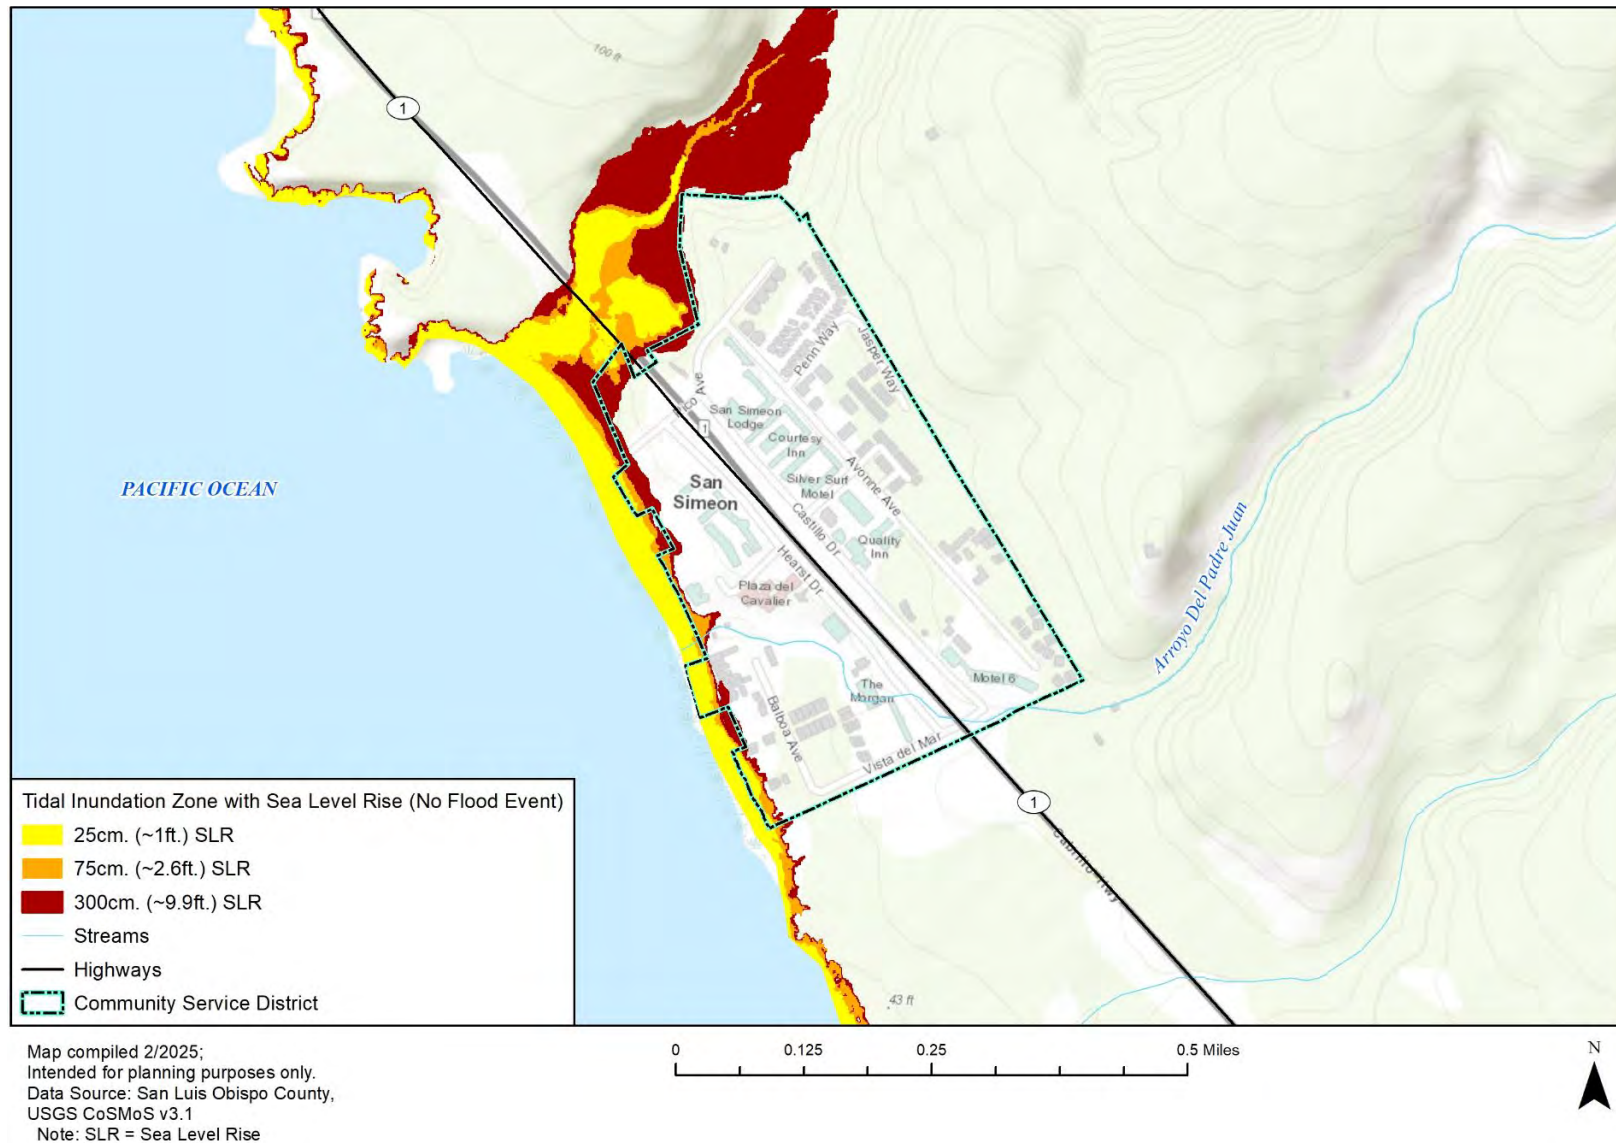 100 ft
1
Jasper Way
Penn Way
San Simeon
Lodge
1
Courtesy
Inn
Avonne Ave
PACIFIC OCEAN
San
Simeon
Silver Surf
Motel
Castillo Dr
Quality
Inn
Hearst Dr
Arroyo Del Padre Juan
Plaza del
Cavalier
Motel 6
The
Morgan
Balboa Ave
Vista del Mar
1
Cabrillo Hwy
43 ft
Tidal Inundation Zone with Sea Level Rise (No Flood Event)
25cm. (~1ft.) SLR
75cm. (~2.6ft.) SLR
300cm. (~9.9ft.) SLR
Streams
Highways
Community Service District
Map compiled 2/2025;
Intended for planning purposes only.
Data Source: San Luis Obispo County,
USGS CoSMoS v3.1
Note: SLR = Sea Level Rise
0 0.125 0.25 0.5 Miles
N